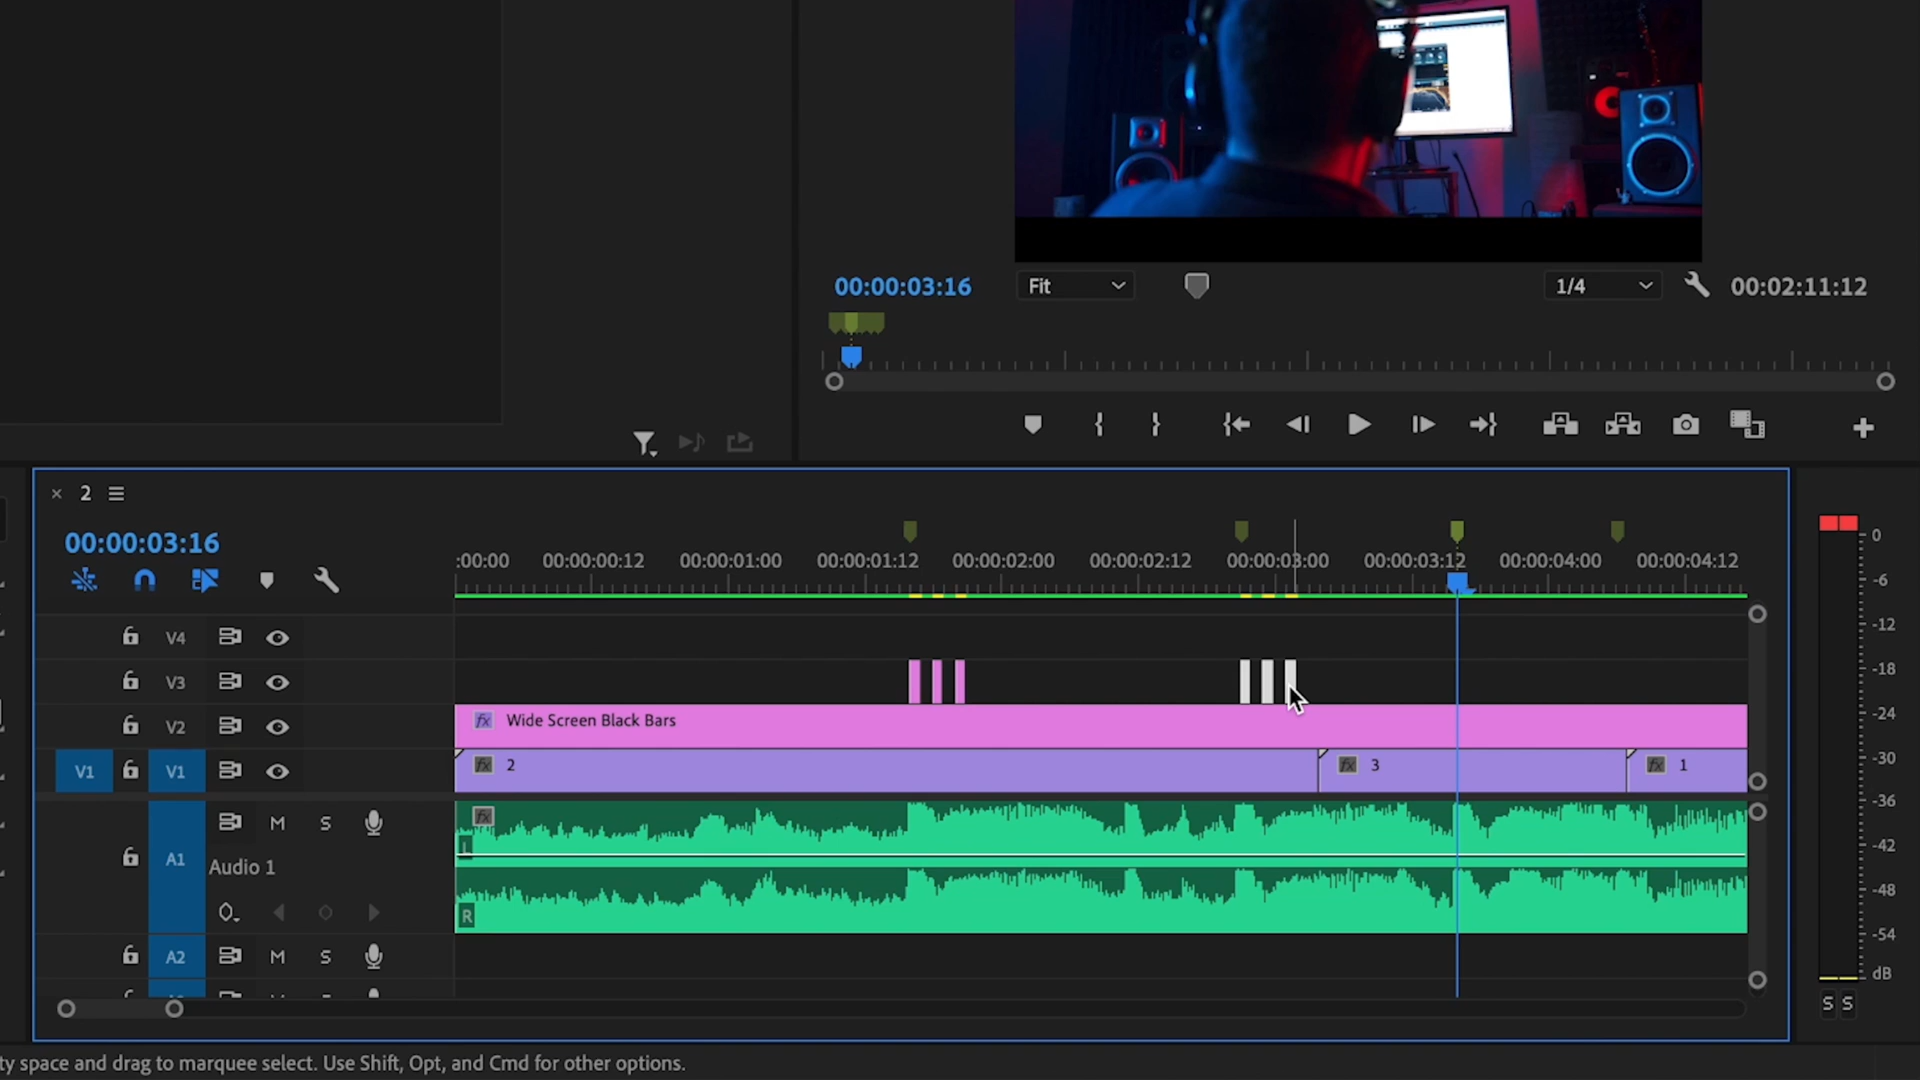 00:00:03:16
Fit
1/4
00:02:11:12
× 2
00:00:03:16
:00:00 00:00:00:12 00:00:01:00 00:00:01:12 00:00:02:00 00:00:02:12 00:00:03:00 00:00:03:12 00:00:04:00 00:00:04:12
V4
V3
V2
fx Wide Screen Black Bars
V1 V1
fx 2
fx 3
fx 1
A1
M S
fx
L
Audio 1
R
A2
M S
0
-6
-12
-18
-24
-30
-36
-42
-48
-54
dB
S S
ty space and drag to marquee select. Use Shift, Opt, and Cmd for other options.